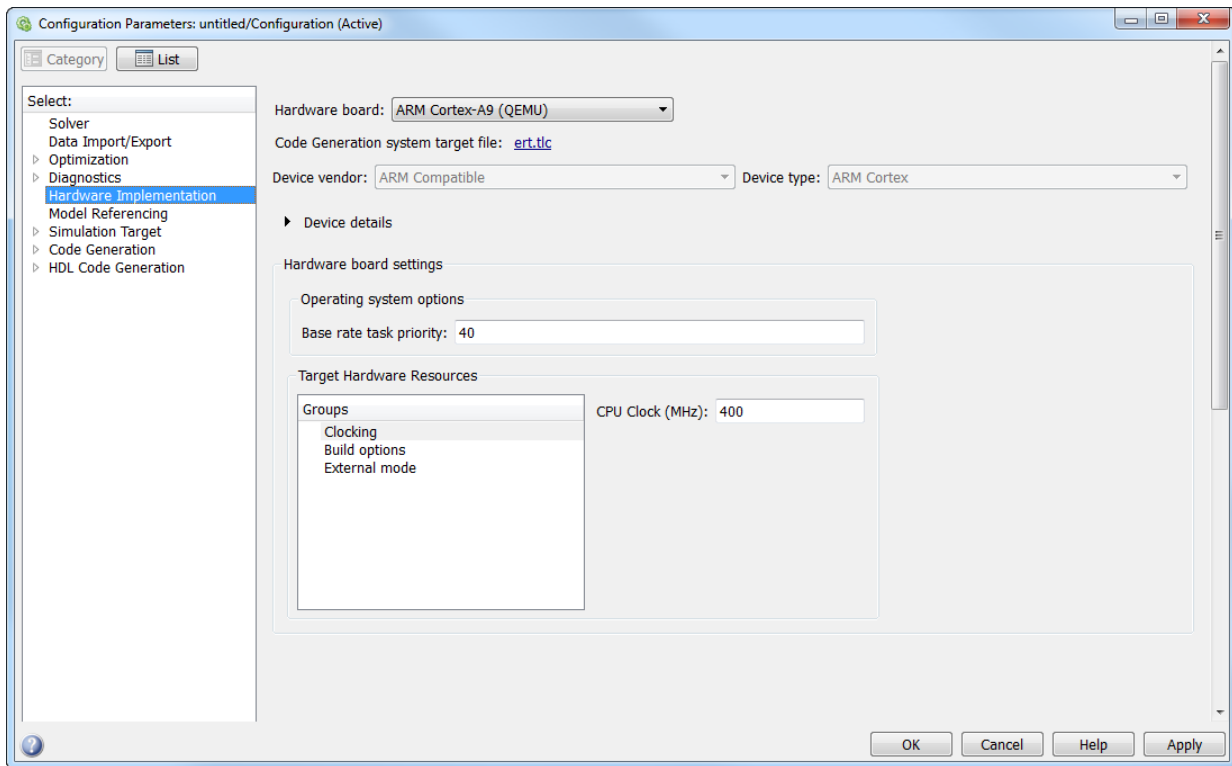 Configuration Parameters: untitled/Configuration (Active)
Category
List
Select:
Solver
Data Import/Export
Optimization
Diagnostics
Hardware Implementation
Model Referencing
Simulation Target
Code Generation
HDL Code Generation
Hardware board: ARM Cortex-A9 (QEMU)
Code Generation system target file: ert.tlc
Device vendor: ARM Compatible Device type: ARM Cortex
Device details
Hardware board settings
Operating system options
Base rate task priority: 40
Target Hardware Resources
Groups
Clocking
Build options
External mode
CPU Clock (MHz): 400
OK Cancel Help Apply